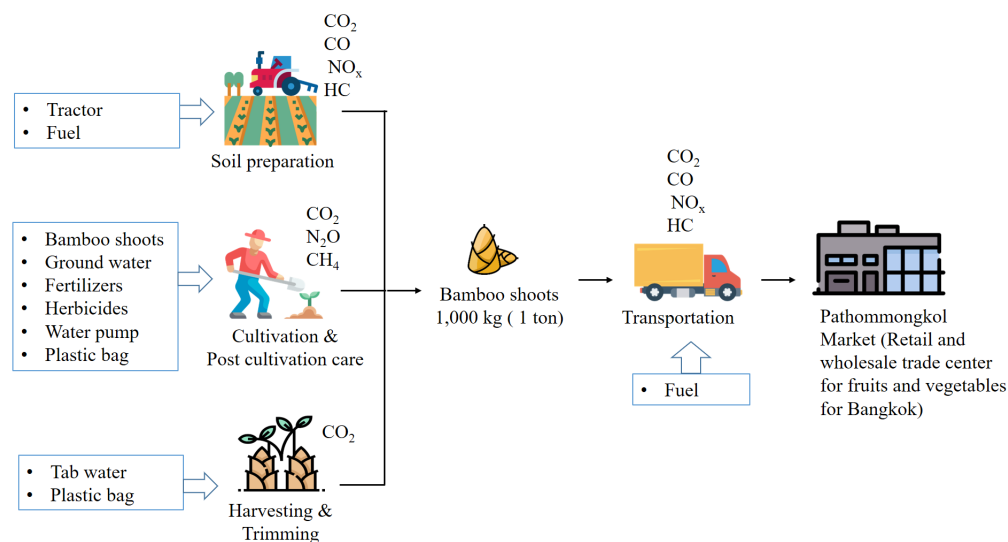 CO₂
CO
NOₓ
HC
• Tractor
• Fuel
Soil preparation
CO₂
N₂O
CH₄
• Bamboo shoots
• Ground water
• Fertilizers
• Herbicides
• Water pump
• Plastic bag
Cultivation &
Post cultivation care
CO₂
• Tab water
• Plastic bag
Harvesting &
Trimming
Bamboo shoots
1,000 kg ( 1 ton)
CO₂
CO
NOₓ
HC
Transportation
• Fuel
Pathommongkol
Market (Retail and
wholesale trade center
for fruits and vegetables
for Bangkok)